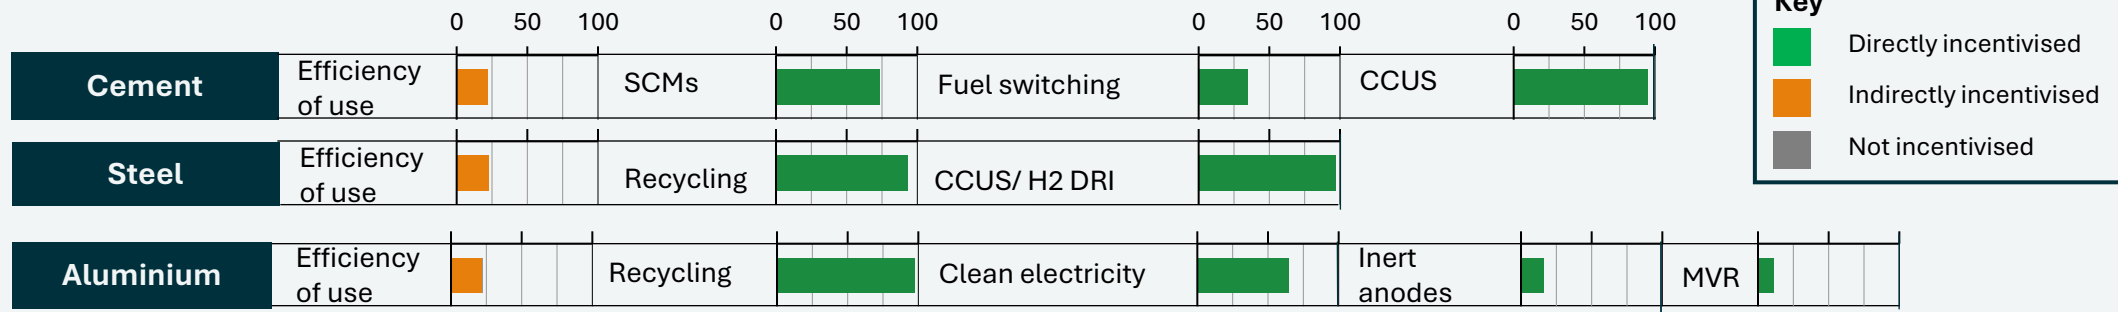 0 50 100 0 50 100 0 50 100 0 50 100
Key
Directly incentivised
Indirectly incentivised
Not incentivised
Cement
Efficiency
of use
SCMs
Fuel switching
CCUS
Steel
Efficiency
of use
Recycling
CCUS/ H2 DRI
Aluminium
Efficiency
of use
Recycling
Clean electricity
Inert
anodes
MVR